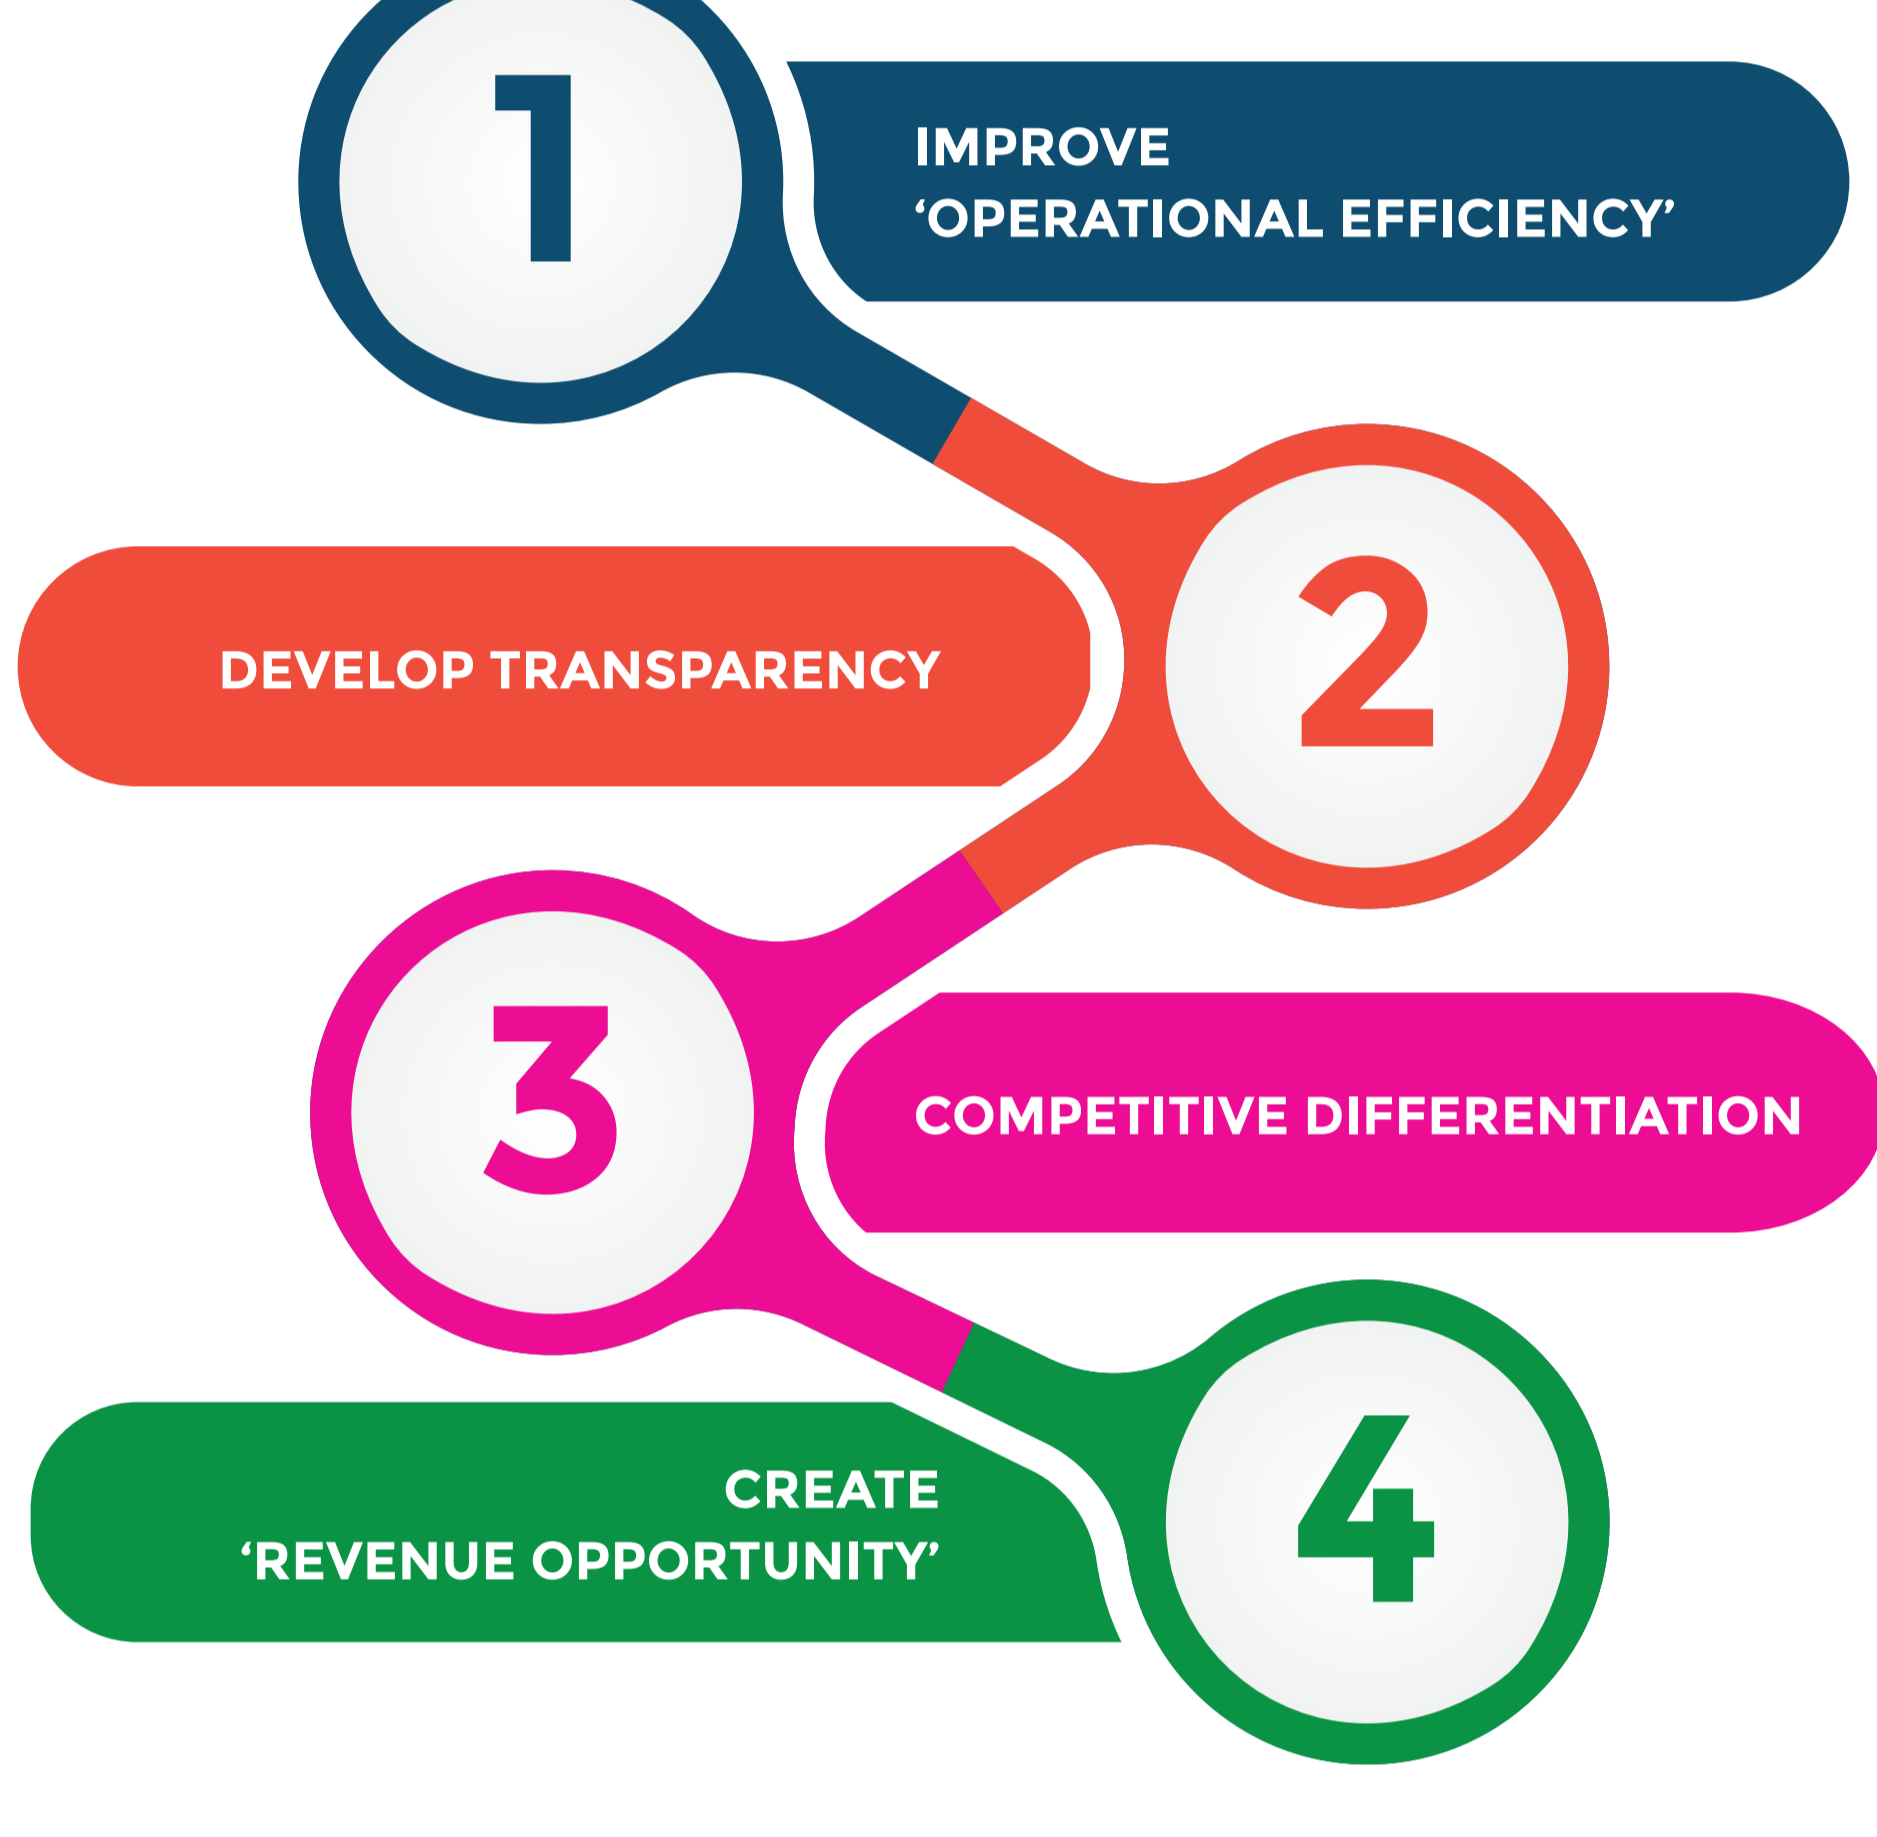 1
IMPROVE
‘OPERATIONAL EFFICIENCY’
2
DEVELOP TRANSPARENCY
3
COMPETITIVE DIFFERENTIATION
4
CREATE
‘REVENUE OPPORTUNITY’